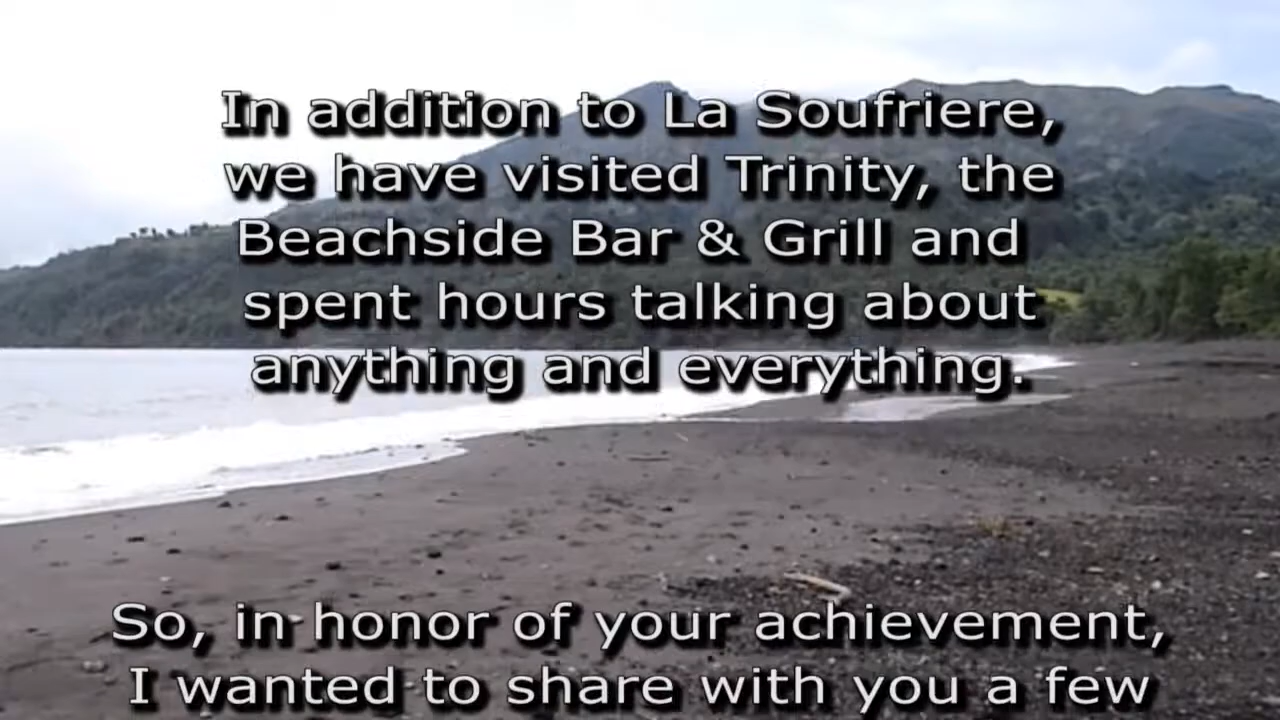 In addition to La Soufriere,
we have visited Trinity, the
Beachside Bar & Grill and
spent hours talking about
anything and everything.
So, in honor of your achievement,
I wanted to share with you a few